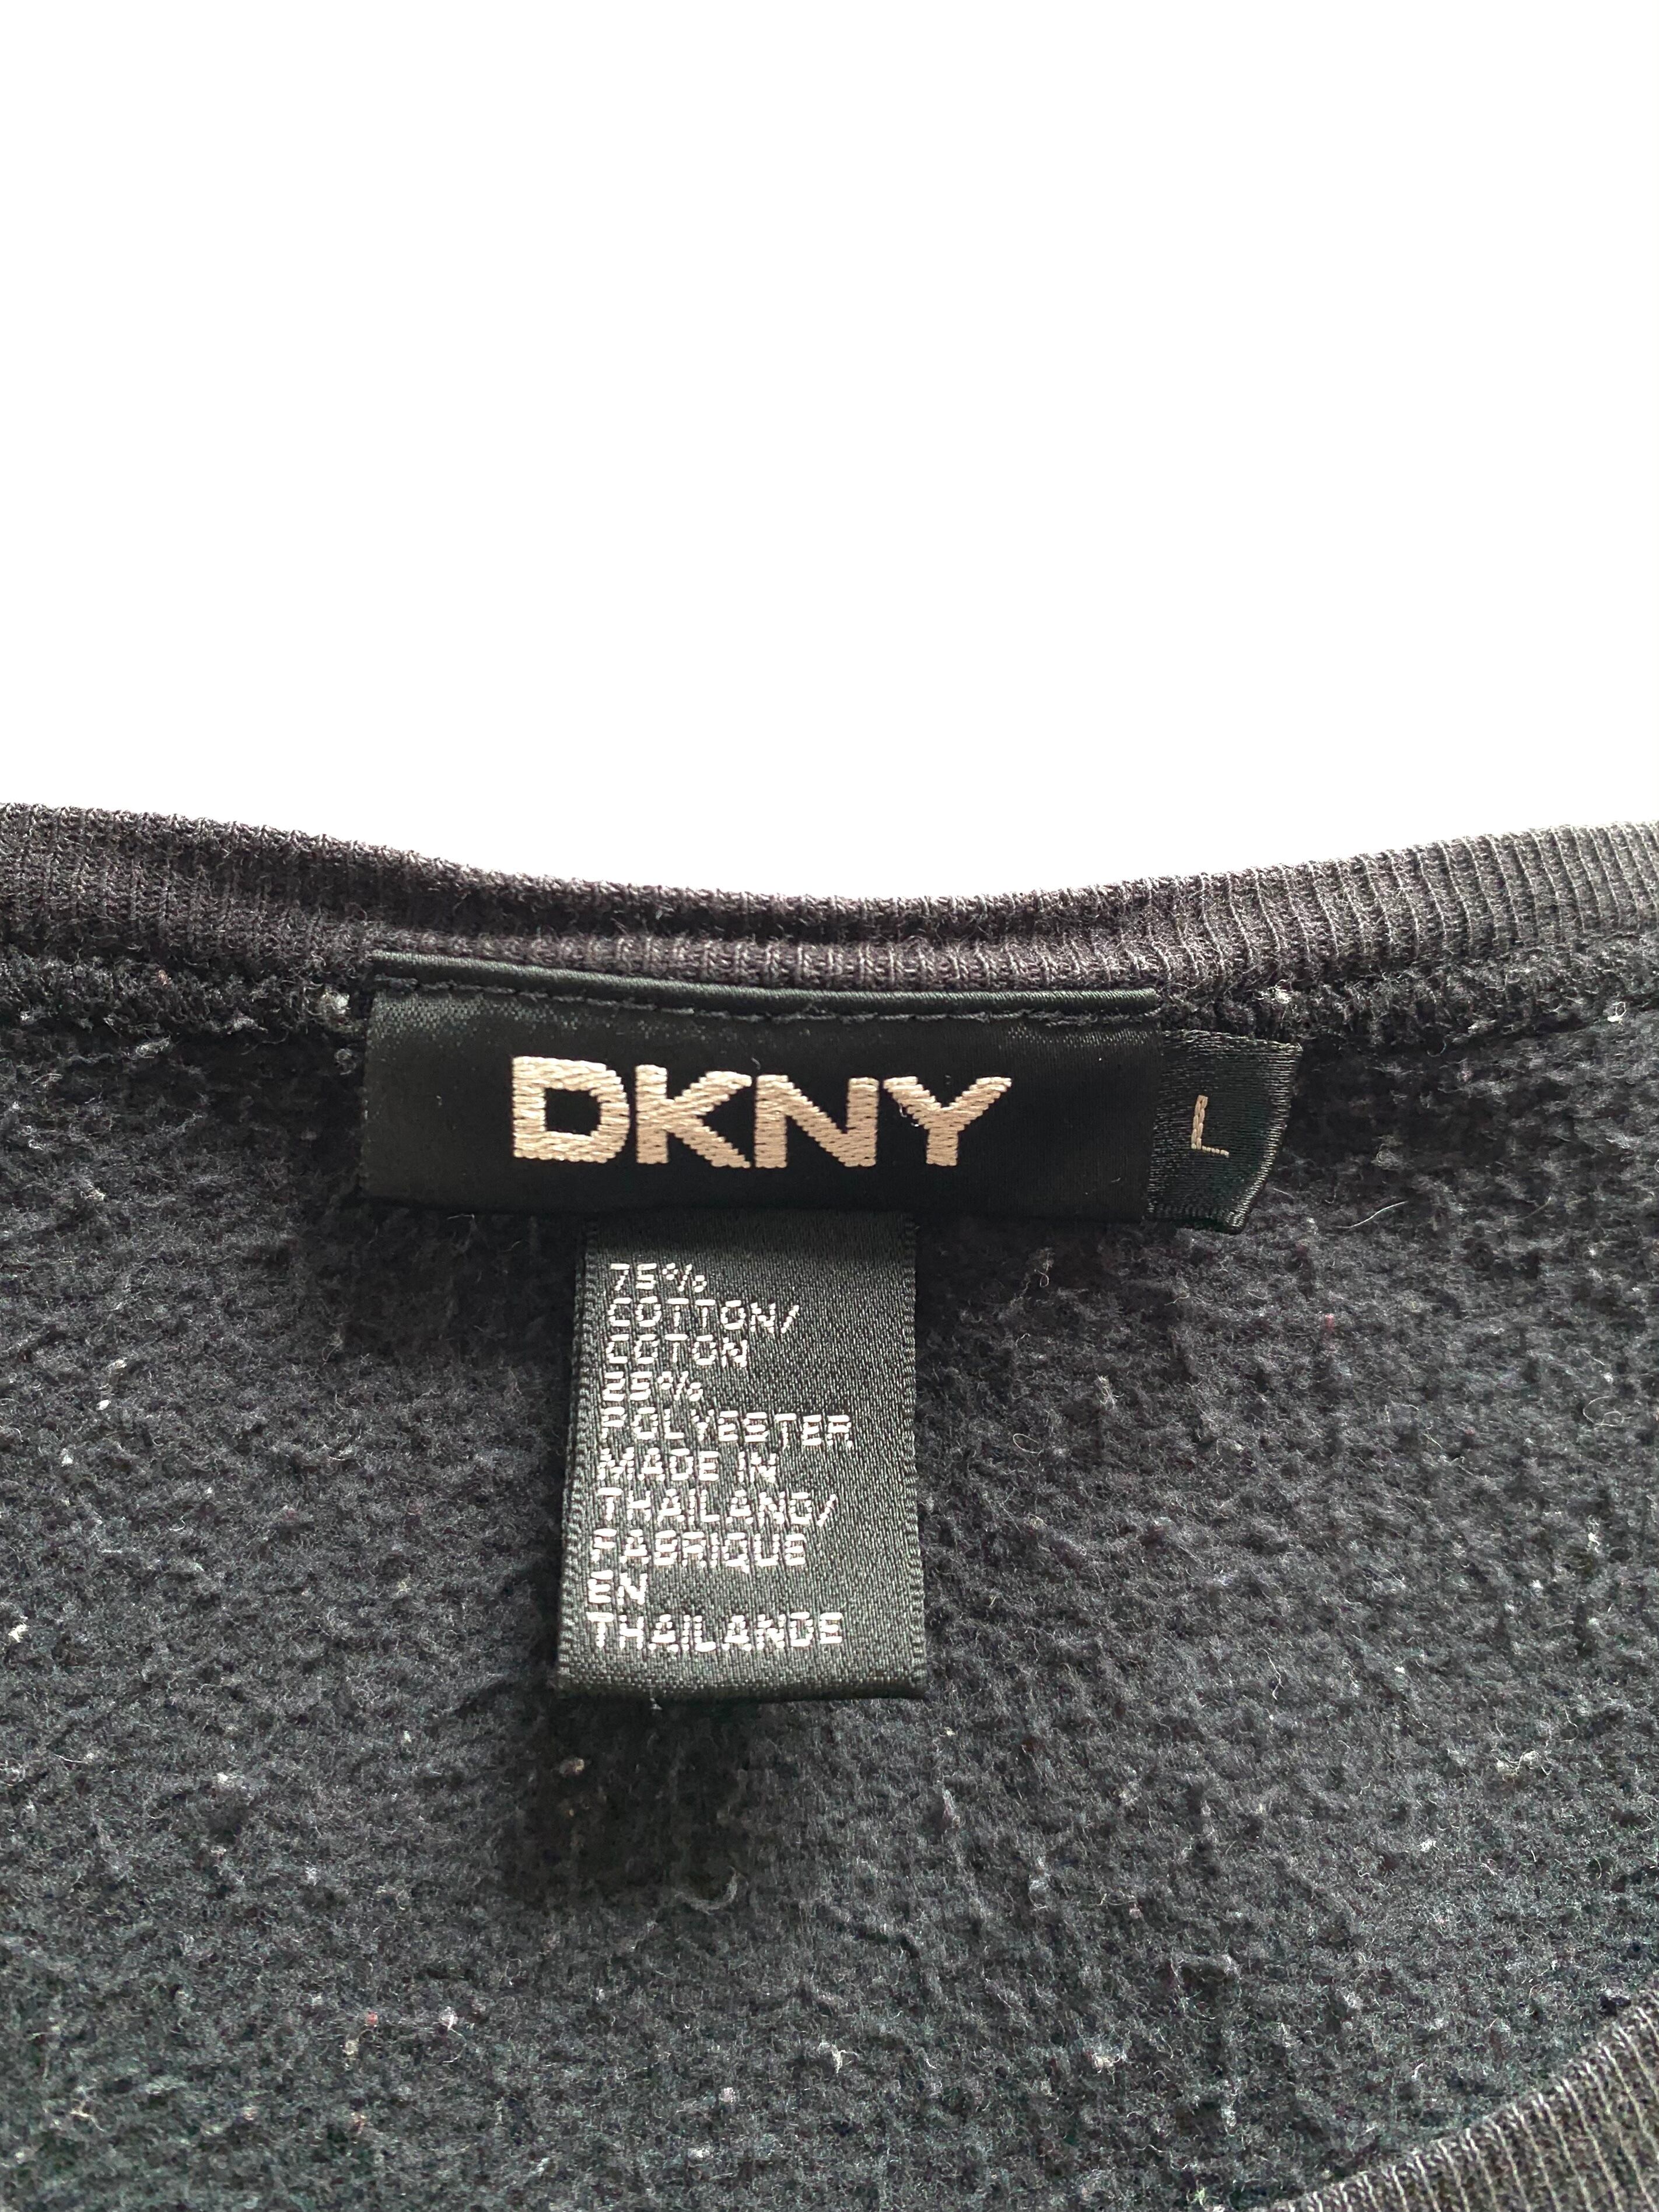 DKNY
L
75%
COTTON/
COTON
25%
POLYESTER
MADE IN
THAILAND/
FABRIQUE
EN
THAILANDE